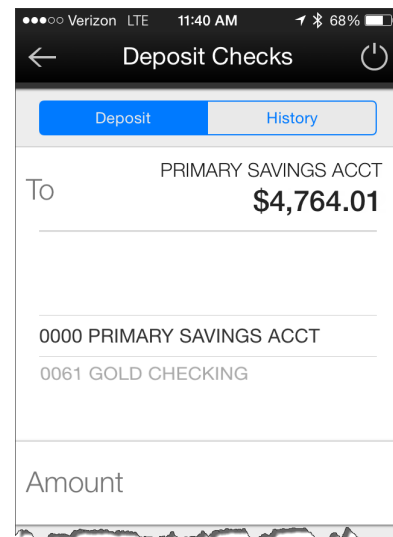 Verizon LTE 11:40 AM 68%
Deposit Checks
Deposit History
PRIMARY SAVINGS ACCT
To
$4,764.01
0000 PRIMARY SAVINGS ACCT
0061 GOLD CHECKING
Amount